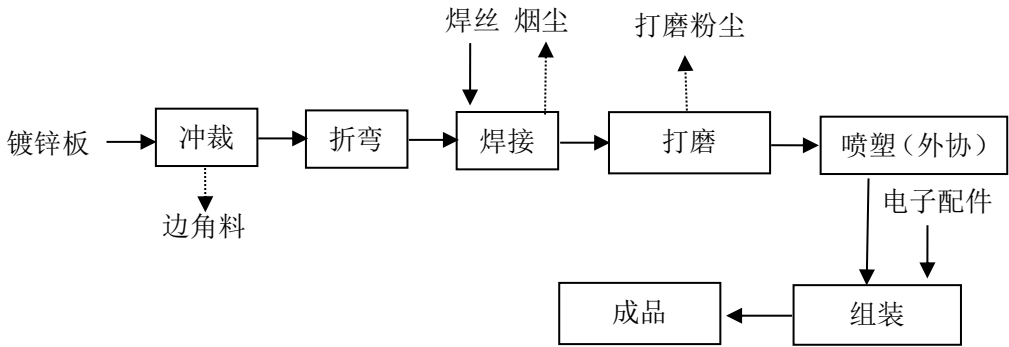 焊丝 烟尘
打磨粉尘
镀锌板
冲裁
折弯
焊接
打磨
喷塑（外协）
边角料
电子配件
成品
组装